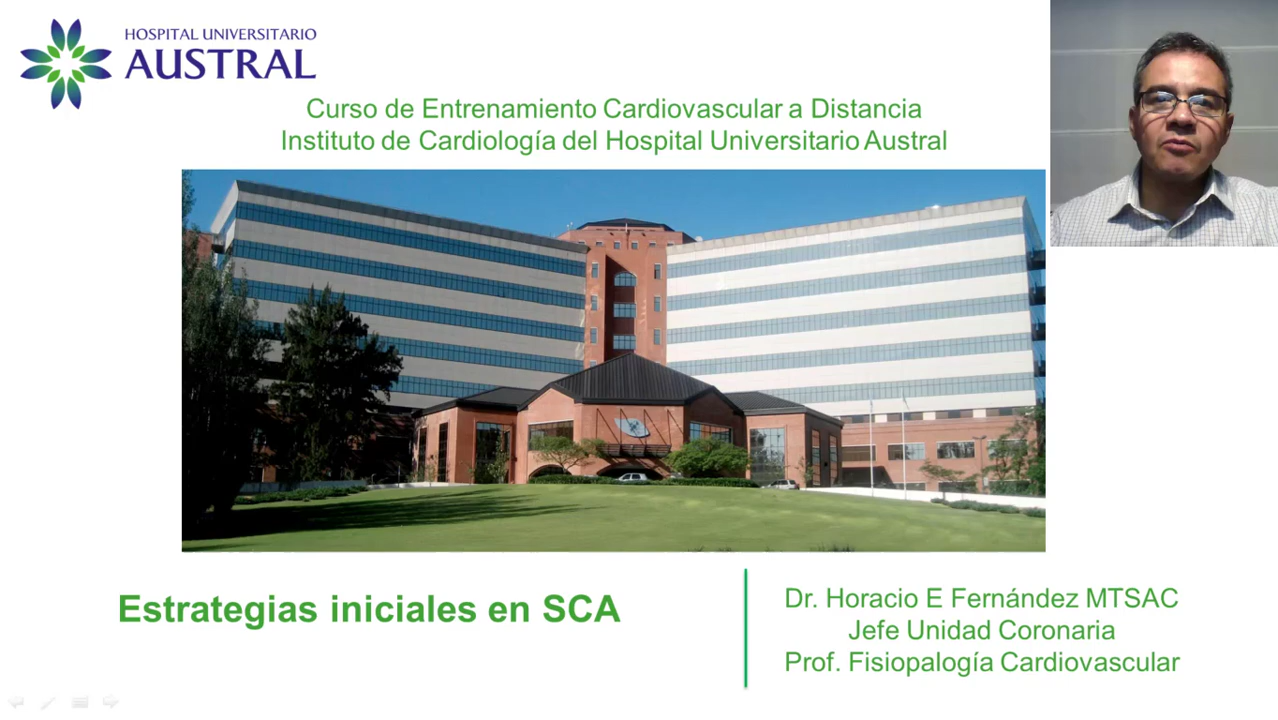 HOSPITAL UNIVERSITARIO
AUSTRAL
Curso de Entrenamiento Cardiovascular a Distancia
Instituto de Cardiología del Hospital Universitario Austral
Estrategias iniciales en SCA
Dr. Horacio E Fernández MTSAC
Jefe Unidad Coronaria
Prof. Fisiopalogía Cardiovascular